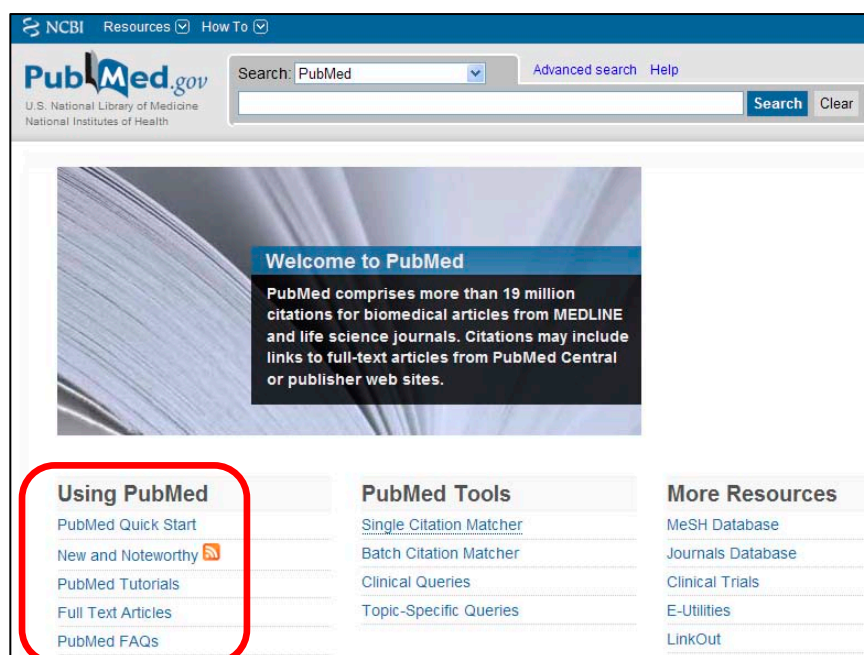 NCBI Resources How To
PubMed.gov
U.S. National Library of Medicine
National Institutes of Health
Search: PubMed
Advanced search Help
Search Clear
Welcome to PubMed
PubMed comprises more than 19 million
citations for biomedical articles from MEDLINE
and life science journals. Citations may include
links to full-text articles from PubMed Central
or publisher web sites.
Using PubMed
PubMed Quick Start
New and Noteworthy
PubMed Tutorials
Full Text Articles
PubMed FAQs
PubMed Tools
Single Citation Matcher
Batch Citation Matcher
Clinical Queries
Topic-Specific Queries
More Resources
MeSH Database
Journals Database
Clinical Trials
E-Utilities
LinkOut